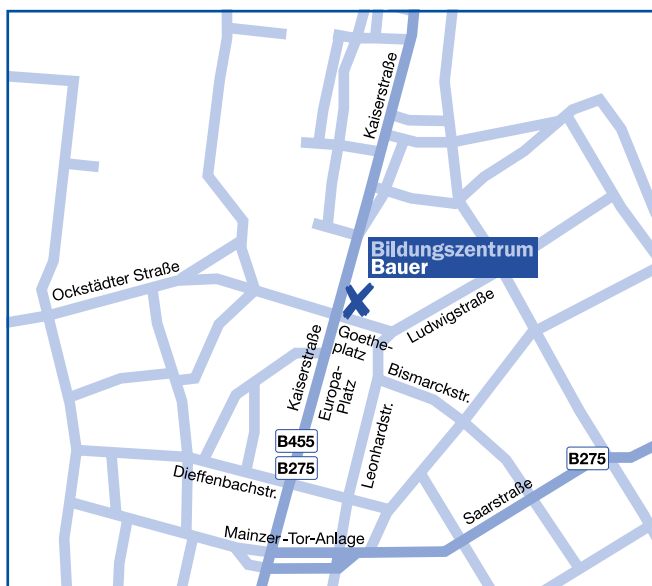 Kaiserstraße
Bildungszentrum
Bauer
Ockstädter Straße
Ludwigstraße
Goethe-
platz
Kaiserstraße
Europa-
Platz
Bismarckstr.
Leonhardstr.
B455
B275
B275
Dieffenbachstr.
Saarstraße
Mainzer-Tor-Anlage